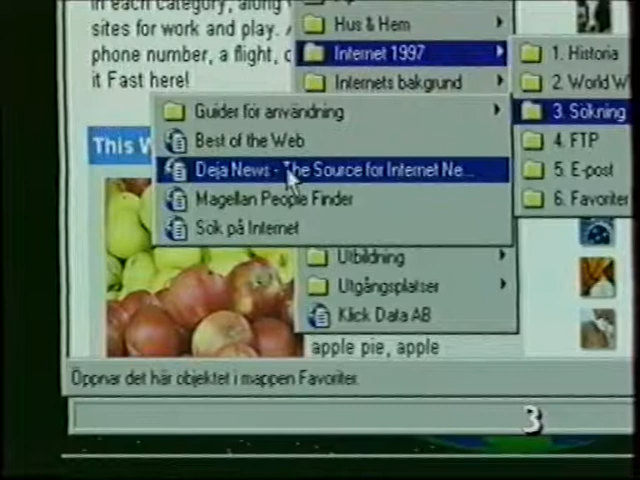 in each category, along
sites for work and play. A
phone number, a flight, c
it Fast here!
This W
Hus & Hem
Internet 1997
Internets bakgrund
1. Historia
2. World W
3. Sökning
4. FTP
5. E-post
6. Favoriter
Guider för användning
Best of the Web
Deja News - The Source for Internet Ne...
Magellan People Finder
Sök på Internet
Utbildning
Utgångsplatser
Klick Data AB
apple pie, apple
Öppnar det här objektet i mappen Favoriter.
3